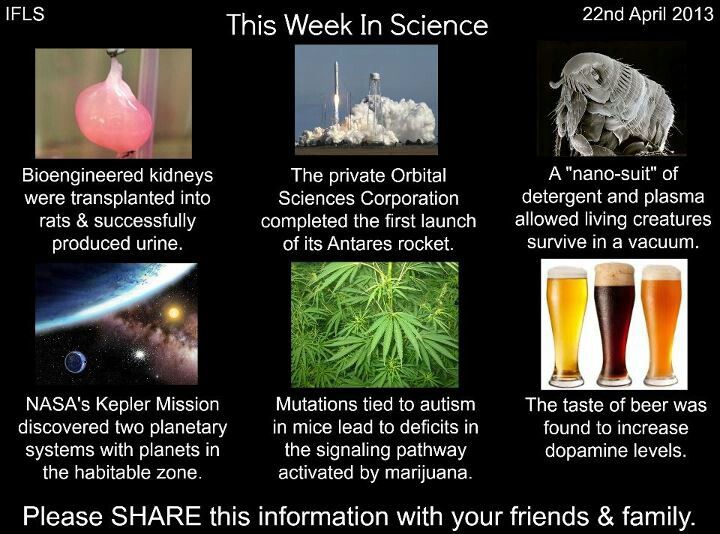 IFLS
This Week In Science
22nd April 2013
Bioengineered kidneys
were transplanted into
rats & successfully
produced urine.
The private Orbital
Sciences Corporation
completed the first launch
of its Antares rocket.
A "nano-suit" of
detergent and plasma
allowed living creatures
survive in a vacuum.
NASA's Kepler Mission
discovered two planetary
systems with planets in
the habitable zone.
Mutations tied to autism
in mice lead to deficits in
the signaling pathway
activated by marijuana.
The taste of beer was
found to increase
dopamine levels.
Please SHARE this information with your friends & family.